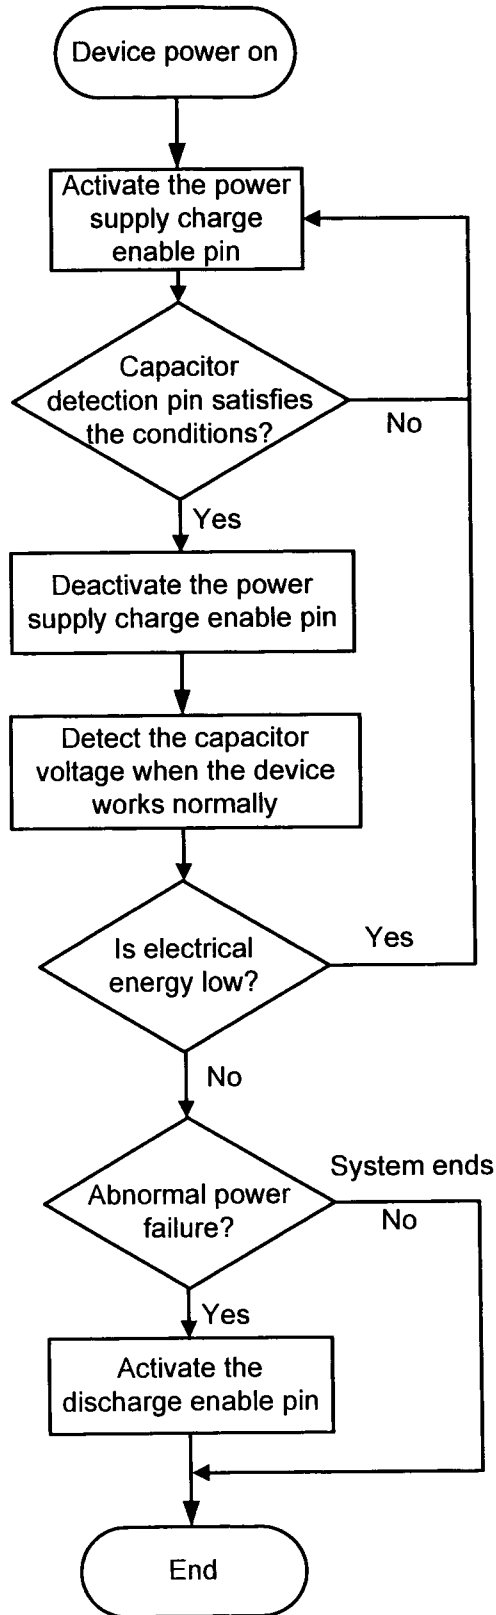 Device power on
Activate the power
supply charge
enable pin
Capacitor
detection pin satisfies
the conditions?
No
Yes
Deactivate the power
supply charge enable pin
Detect the capacitor
voltage when the device
works normally
Is electrical
energy low?
Yes
No
Abnormal power
failure?
System ends
No
Yes
Activate the
discharge enable pin
End